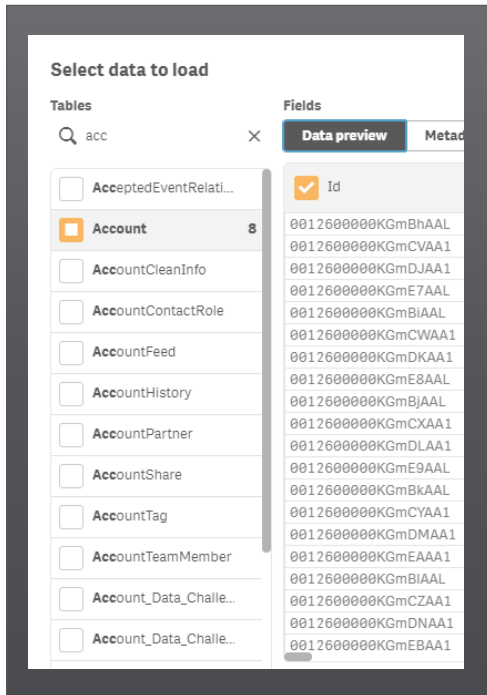 Select data to load
Tables
acc
AcceptedEventRelati...
Account 8
AccountCleanInfo
AccountContactRole
AccountFeed
AccountHistory
AccountPartner
AccountShare
AccountTag
AccountTeamMember
Account_Data_Challe...
Account_Data_Challe...
Fields
Data preview Metad
Id
0012600000KGmBhAAL
0012600000KGmCVAA1
0012600000KGmDJAA1
0012600000KGmE7AAL
0012600000KGmBiAAL
0012600000KGmCWAA1
0012600000KGmDKAA1
0012600000KGmE8AAL
0012600000KGmBjAAL
0012600000KGmCXAA1
0012600000KGmDLAA1
0012600000KGmE9AAL
0012600000KGmBkAAL
0012600000KGmCYAA1
0012600000KGmDMAA1
0012600000KGmEAAA1
0012600000KGmBlAAL
0012600000KGmCZAA1
0012600000KGmDNAA1
0012600000KGmEBAA1